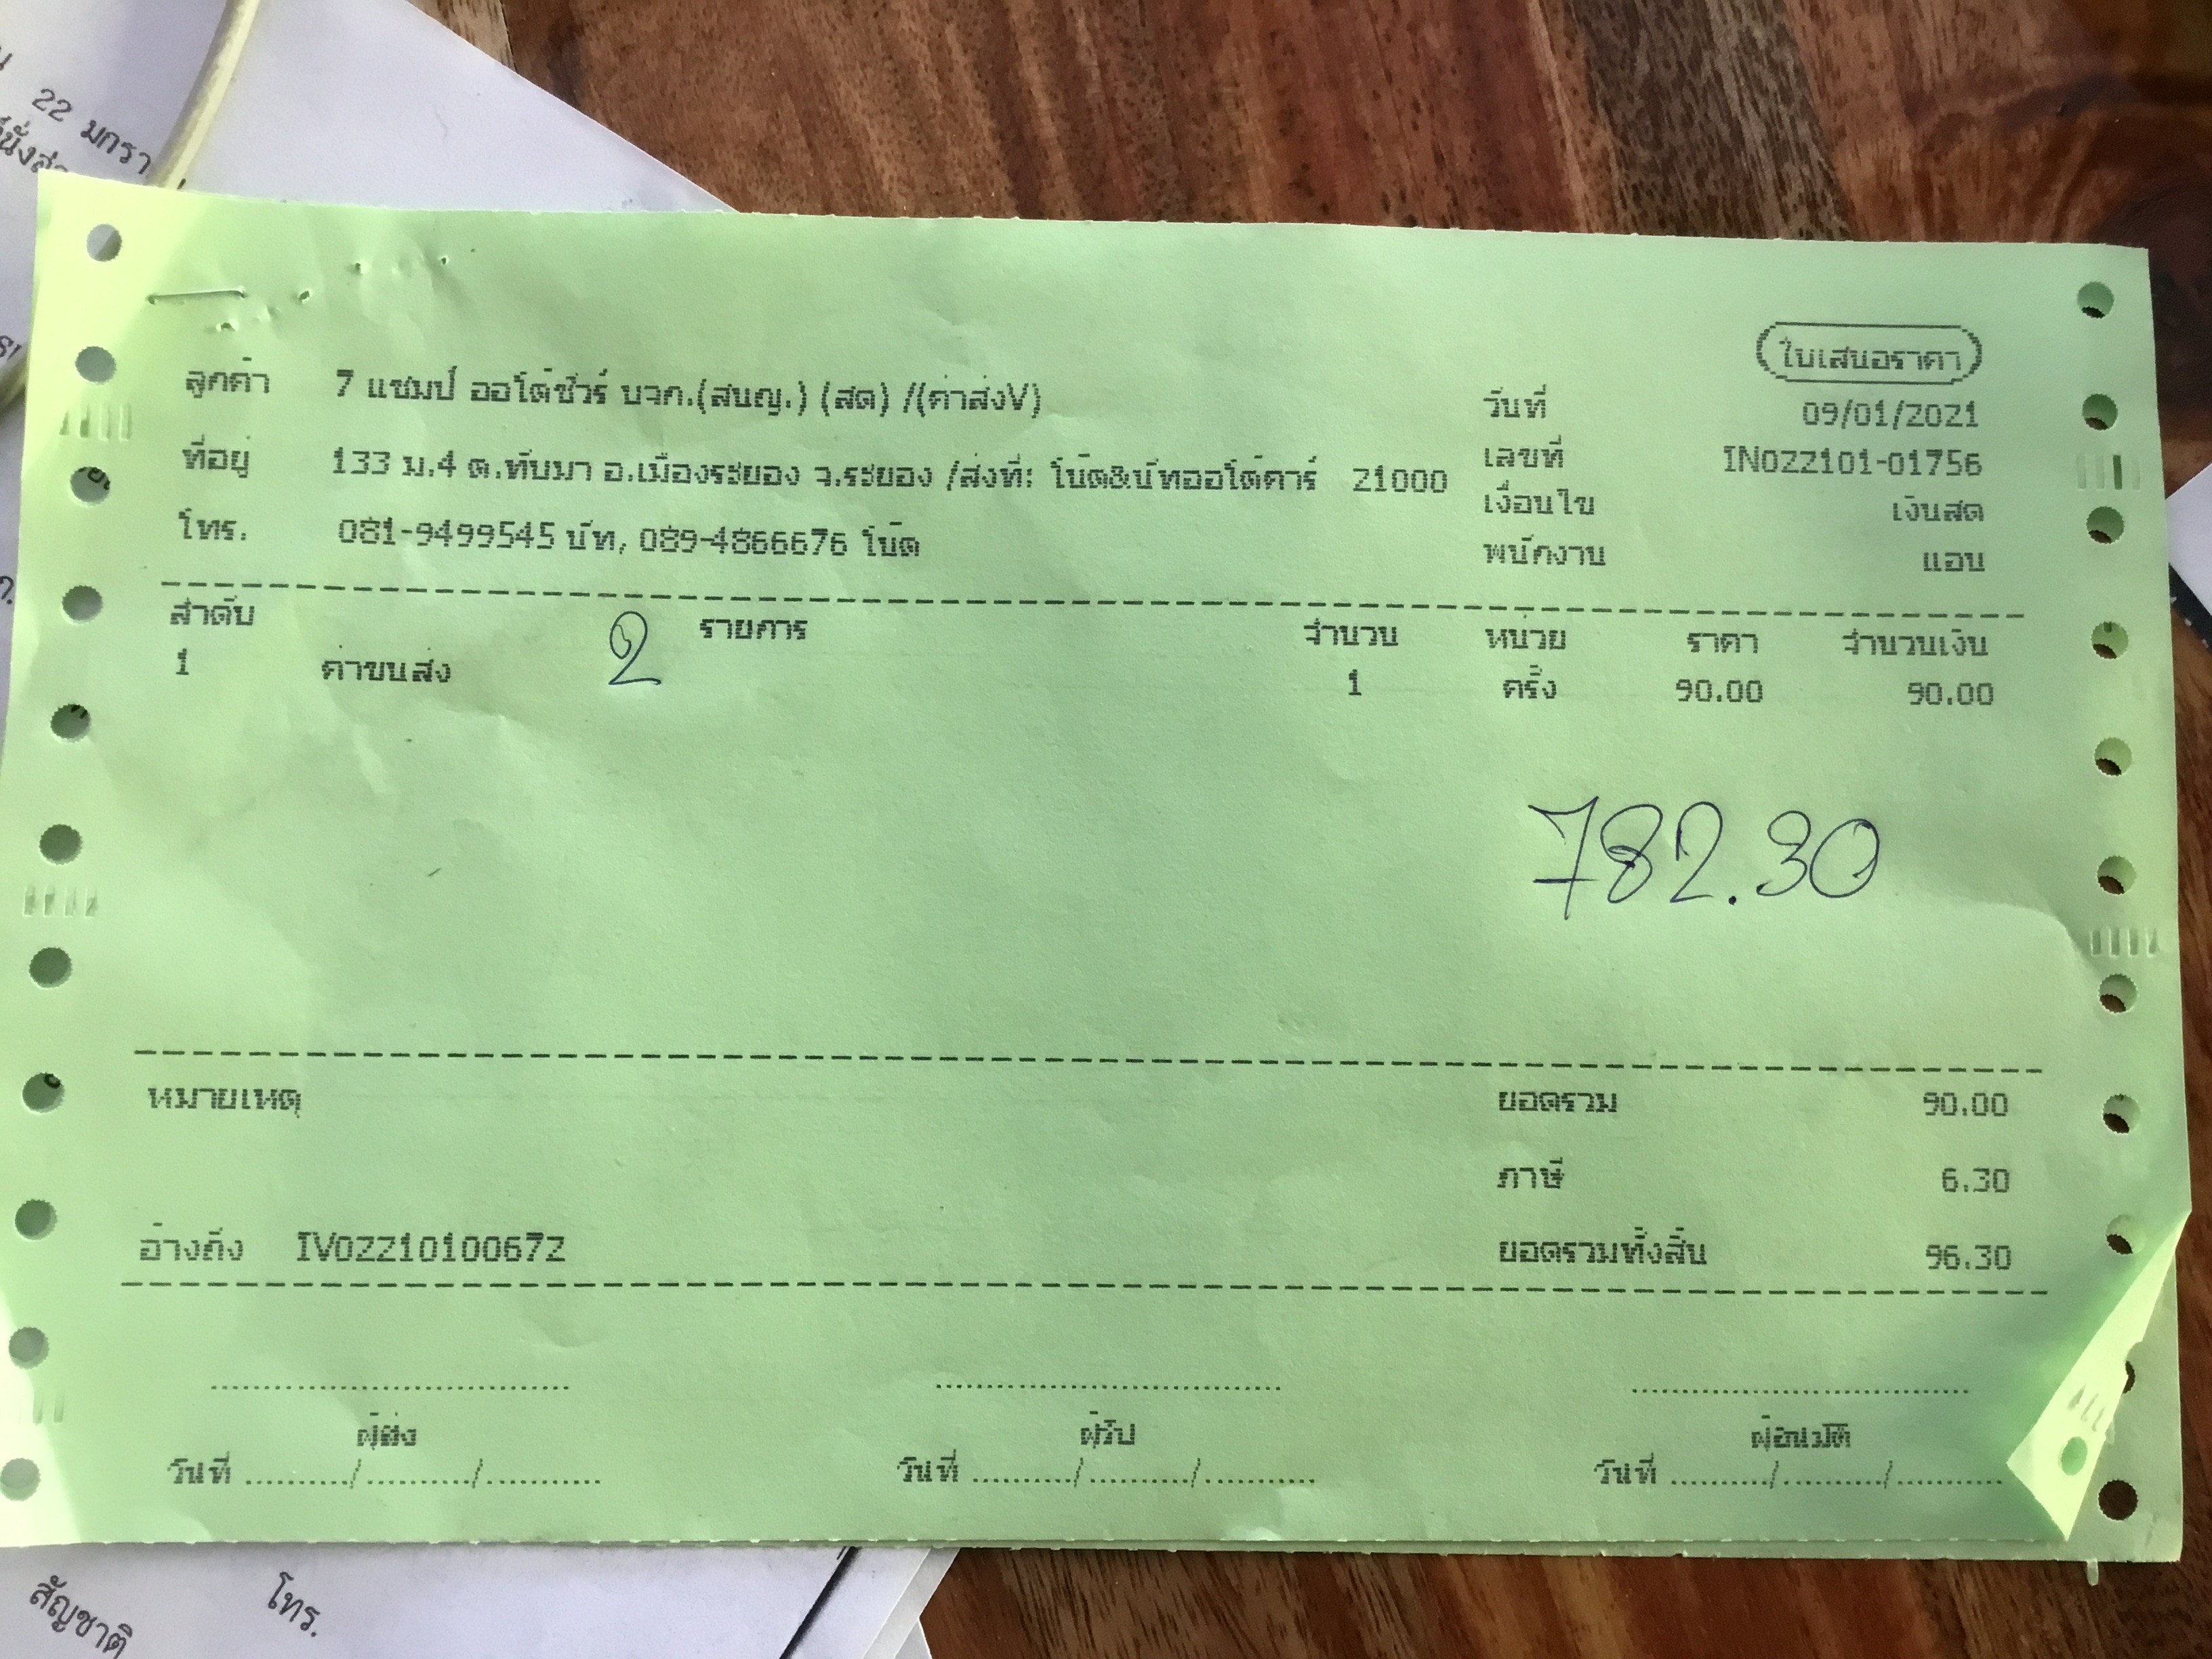 22 มกรา
ใบเสนอราคา
ลูกค้า 7 แชมป์ ออโต้ชัวร์ บจก.(สนญ.) (สด) /(ค่าส่งV) วันที่ 09/01/2021
ที่อยู่ 133 ม.4 ต.ทับมา อ.เมืองระยอง จ.ระยอง /ส่งที่: โน๊ต&นัทออโต้คาร์ 21000 เลขที่ IN022101-01756
เงื่อนไข เงินสด
โทร. 081-9499545 นัท, 089-4866676 โน๊ต พนักงาน แอน
ลำดับ รายการ จำนวน หน่วย ราคา จำนวนเงิน
1 ค่าขนส่ง 2 1 ครั้ง 90.00 90.00
782.30
หมายเหตุ ยอดรวม 90.00
ภาษี 6.30
อ้างถึง IV02210100672 ยอดรวมทั้งสิ้น 96.30
ผู้ส่ง ผู้รับ ผู้อนุมัติ
วันที่ ........../........../.......... วันที่ ........../........../.......... วันที่ ........../........../..........
สัญชาติ โทร.